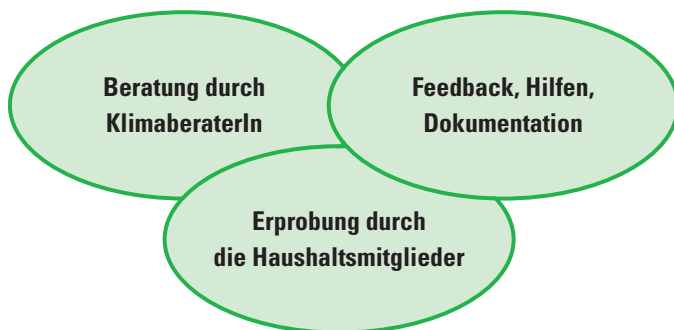 Beratung durch
KlimaberaterIn
Feedback, Hilfen,
Dokumentation
Erprobung durch
die Haushaltsmitglieder